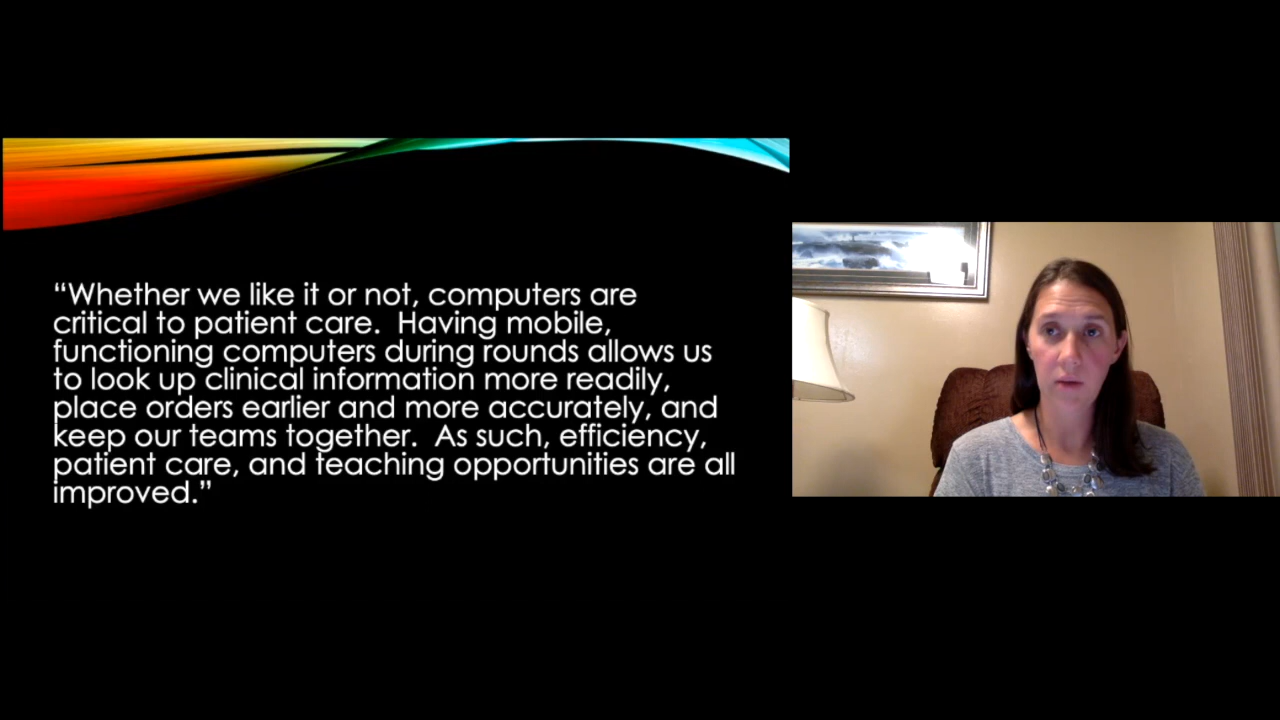 “Whether we like it or not, computers are
critical to patient care.  Having mobile,
functioning computers during rounds allows us
to look up clinical information more readily,
place orders earlier and more accurately, and
keep our teams together.  As such, efficiency,
patient care, and teaching opportunities are all
improved.”